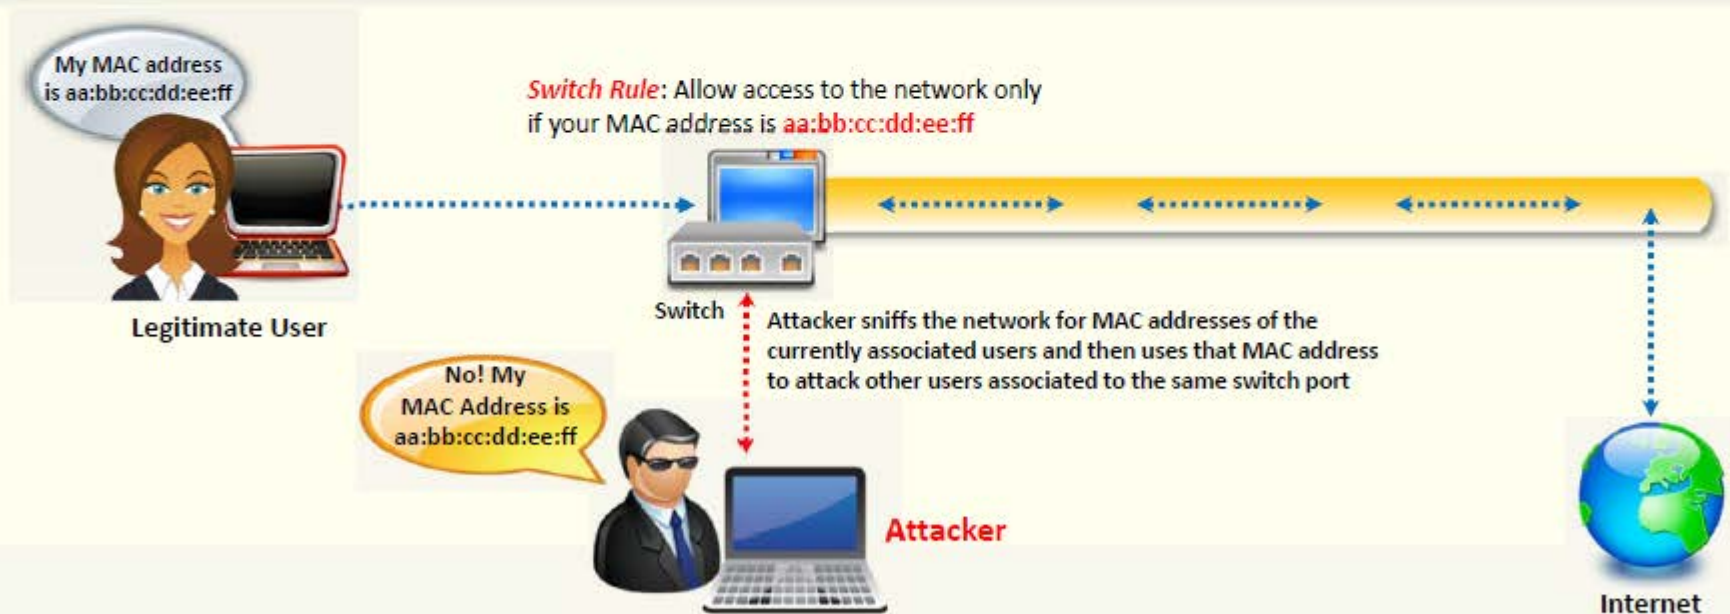 My MAC address
is aa:bb:cc:dd:ee:ff
Switch Rule: Allow access to the network only
if your MAC address is aa:bb:cc:dd:ee:ff
Legitimate User
Switch
Attacker sniffs the network for MAC addresses of the
currently associated users and then uses that MAC address
to attack other users associated to the same switch port
No! My
MAC Address is
aa:bb:cc:dd:ee:ff
Attacker
Internet